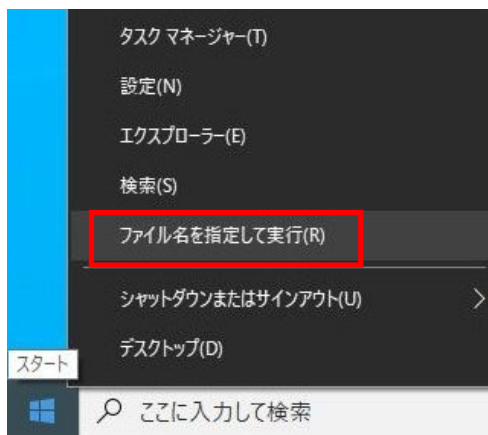 タスク マネージャー(T)
設定(N)
エクスプローラー(E)
検索(S)
ファイル名を指定して実行(R)
シャットダウンまたはサインアウト(U)
デスクトップ(D)
スタート
ここに入力して検索